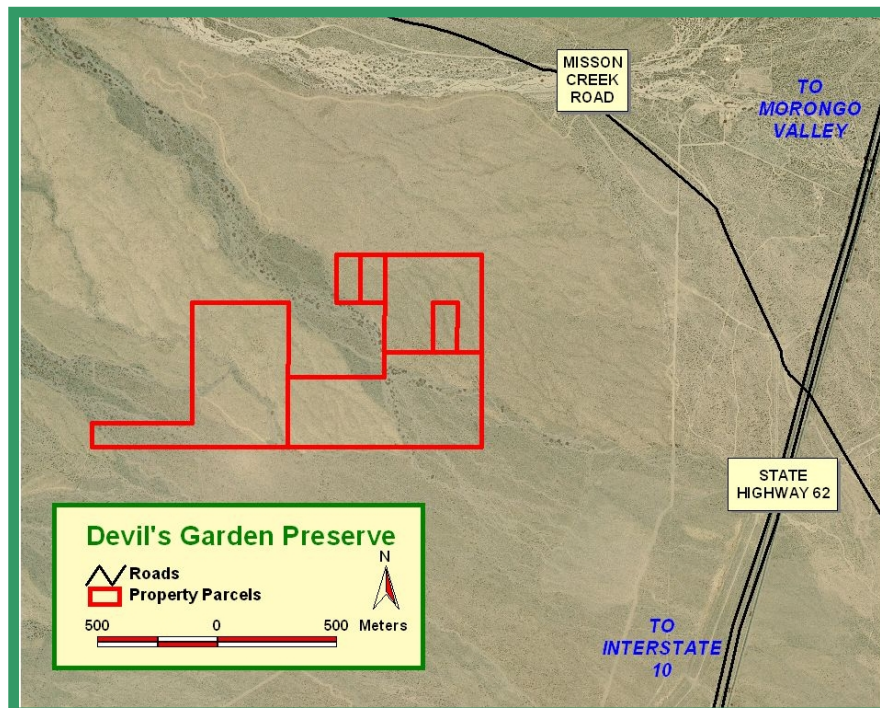 MISSON
CREEK
ROAD
TO
MORONGO
VALLEY
STATE
HIGHWAY 62
Devil's Garden Preserve
N
Roads
Property Parcels
500 0 500 Meters
TO
INTERSTATE
10